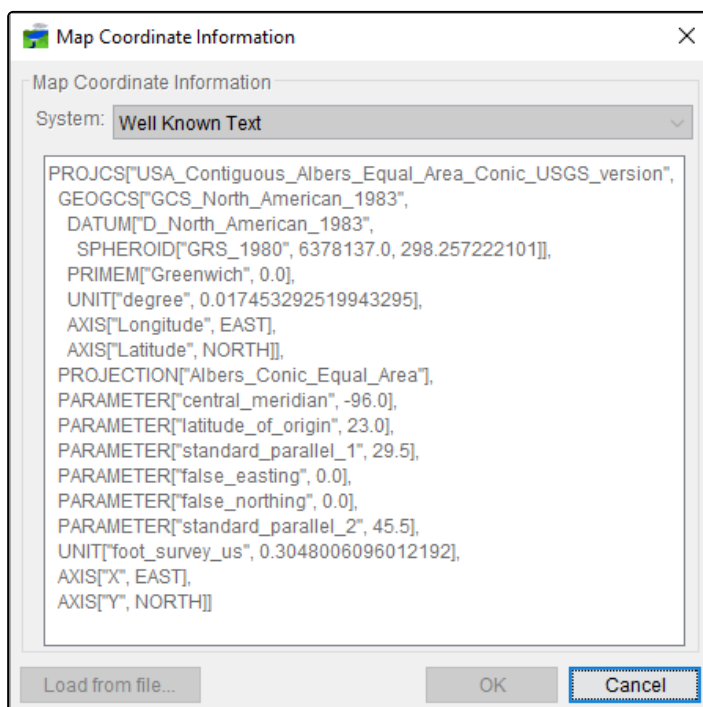 Map Coordinate Information
Map Coordinate Information
System: Well Known Text
PROJCS["USA_Contiguous_Albers_Equal_Area_Conic_USGS_version",
GEOGCS["GCS_North_American_1983",
DATUM["D_North_American_1983",
SPHEROID["GRS_1980", 6378137.0, 298.257222101]],
PRIMEM["Greenwich", 0.0],
UNIT["degree", 0.017453292519943295],
AXIS["Longitude", EAST],
AXIS["Latitude", NORTH]],
PROJECTION["Albers_Conic_Equal_Area"],
PARAMETER["central_meridian", -96.0],
PARAMETER["latitude_of_origin", 23.0],
PARAMETER["standard_parallel_1", 29.5],
PARAMETER["false_easting", 0.0],
PARAMETER["false_northing", 0.0],
PARAMETER["standard_parallel_2", 45.5],
UNIT["foot_survey_us", 0.3048006096012192],
AXIS["X", EAST],
AXIS["Y", NORTH]]
Load from file... OK Cancel